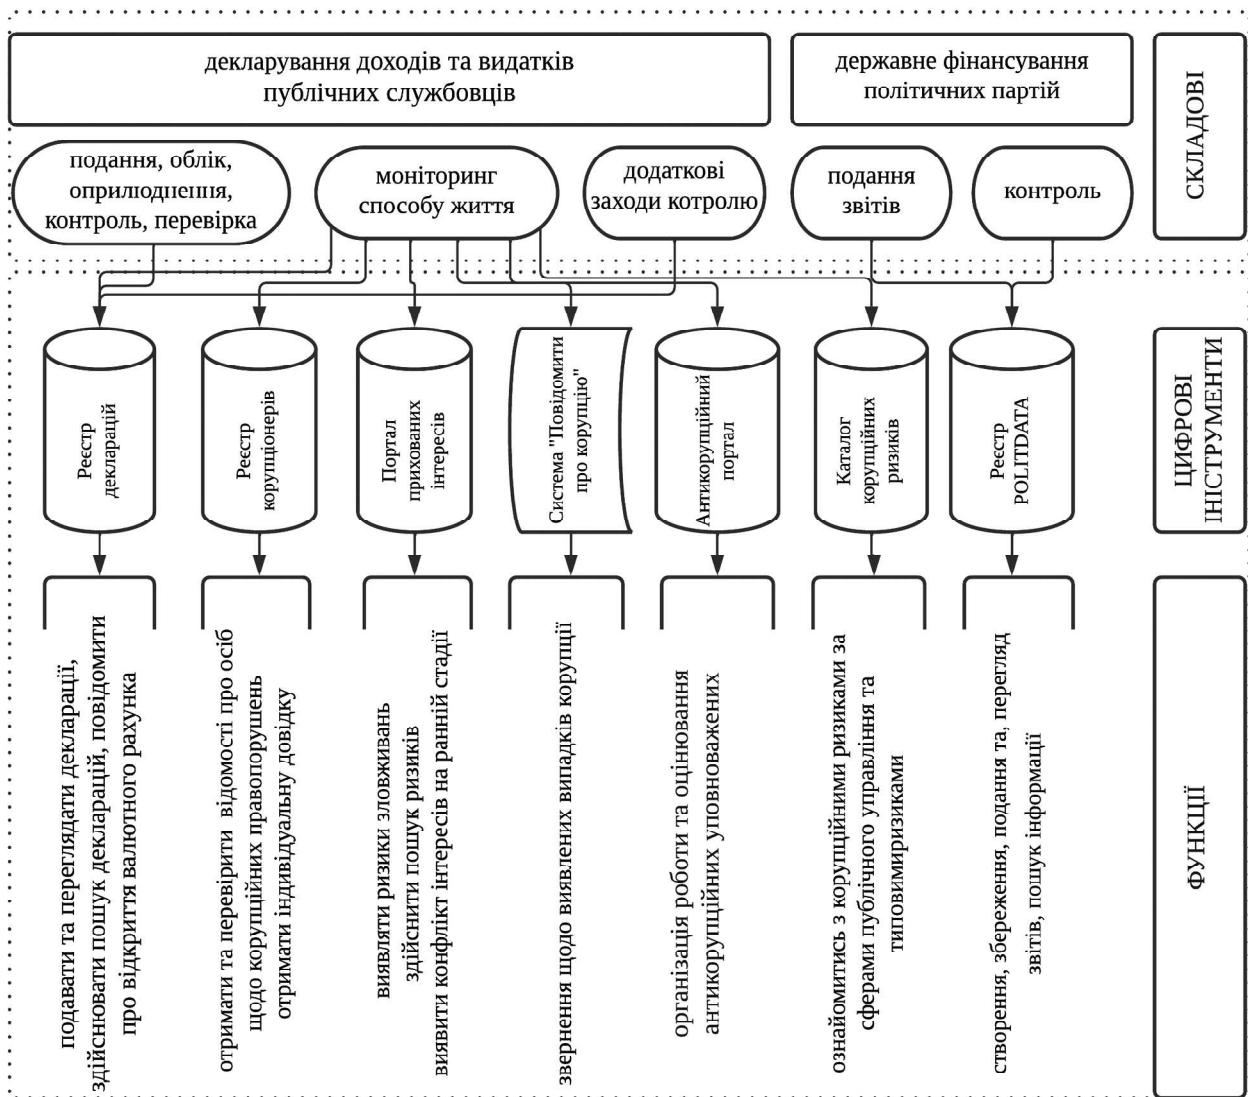 декларування доходів та видатків
публічних службовців
державне фінансування
політичних партій
СКЛАДОВІ
подання, облік,
оприлюднення,
контроль, перевірка
моніторинг
способу життя
додаткові
заходи котролю
подання
звітів
контроль
Реєстр
декларацій
Реєстр
корупціонерів
Портал
прихованих
інтересів
Система "Повідомити
про корупцію"
Антикорупційний
портал
Каталог
корупційних
ризиків
Реєстр
POLITDATA
ЦИФРОВІ
ІНІСТРУМЕНТИ
подавати та переглядати декларації,
здійснювати пошук декларацій, повідомити
про відкриття валютного рахунка
отримати та перевірити відомості про осіб
щодо корупційних правопорушень
отримати індивідуальну довідку
виявляти ризики зловживань
здійснити пошук ризиків
виявити конфлікт інтересів на ранній стадії
звернення щодо виявлених випадків корупції
організація роботи та оцінювання
антикорупційних уповноважених
ознайомитись з корупційними ризиками за
сферами публічного управління та
типовимиризиками
створення, збереження, подання та, перегляд
звітів, пошук інформації
ФУНКЦІЇ